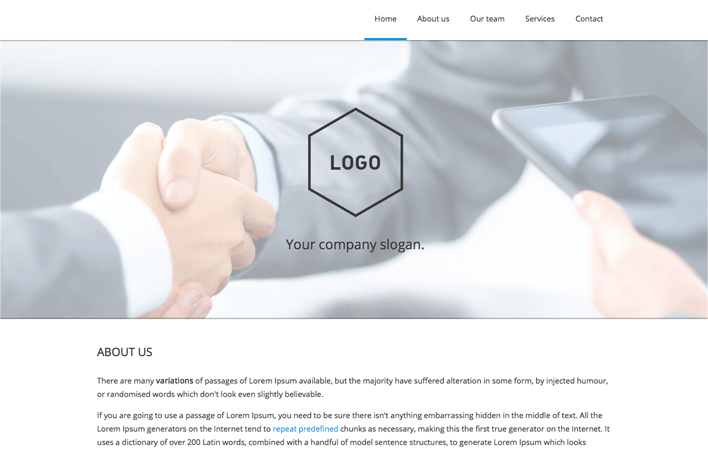 Home About us Our team Services Contact
LOGO
Your company slogan.
ABOUT US
There are many variations of passages of Lorem Ipsum available, but the majority have suffered alteration in some form, by injected humour,
or randomised words which don't look even slightly believable.
If you are going to use a passage of Lorem Ipsum, you need to be sure there isn't anything embarrassing hidden in the middle of text. All the
Lorem Ipsum generators on the Internet tend to repeat predefined chunks as necessary, making this the first true generator on the Internet. It
uses a dictionary of over 200 Latin words, combined with a handful of model sentence structures, to generate Lorem Ipsum which looks